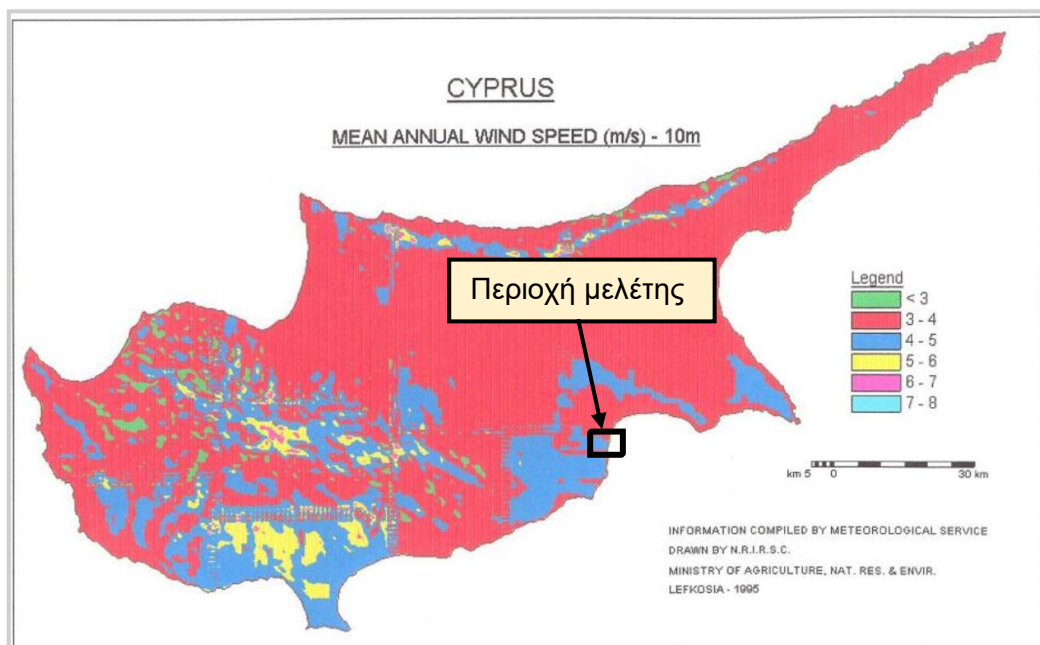 CYPRUS
MEAN ANNUAL WIND SPEED (m/s) - 10m
Περιοχή μελέτης
Legend
< 3
3 - 4
4 - 5
5 - 6
6 - 7
7 - 8
km 5 0 30 km
INFORMATION COMPILED BY METEOROLOGICAL SERVICE
DRAWN BY N.R.I.R.S.C.
MINISTRY OF AGRICULTURE, NAT. RES. & ENVIR.
LEFKOSIA - 1995